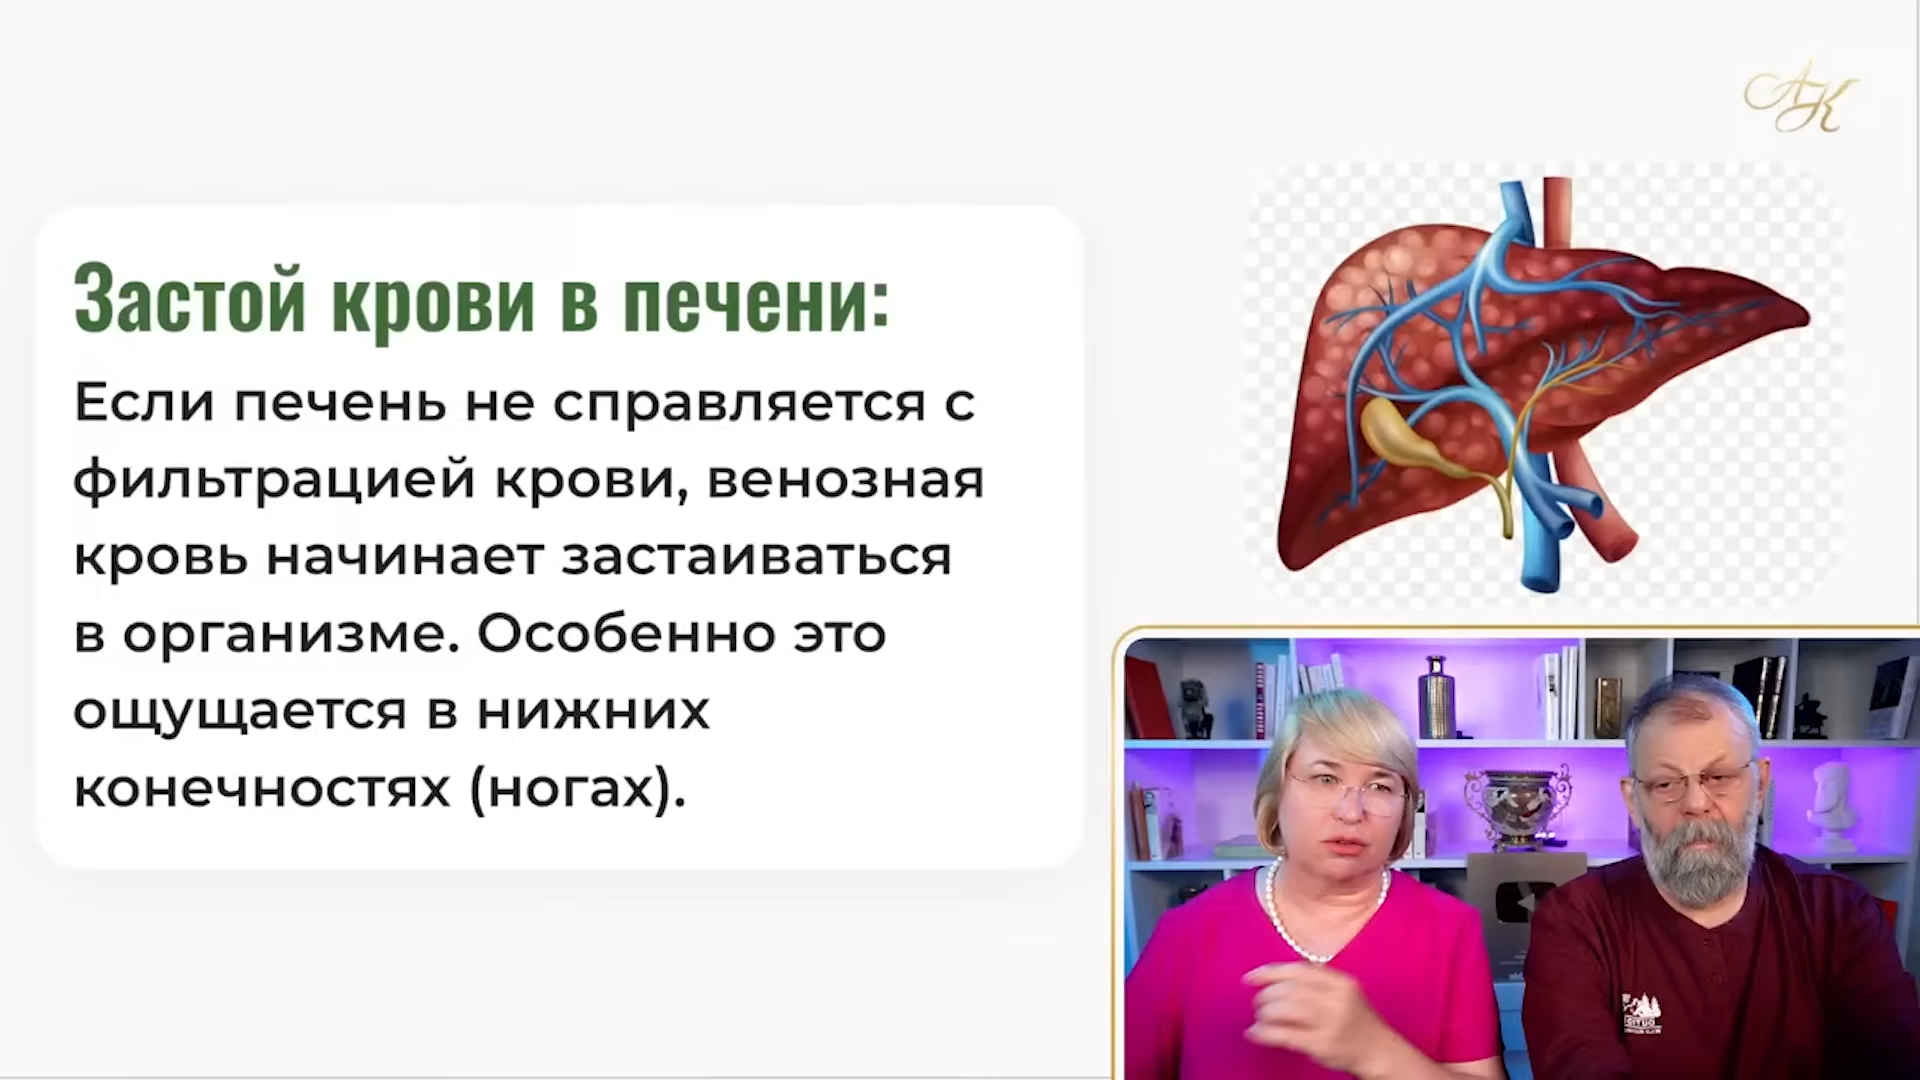 АК
Застой крови в печени:
Если печень не справляется с
фильтрацией крови, венозная
кровь начинает застаиваться
в организме. Особенно это
ощущается в нижних
конечностях (ногах).